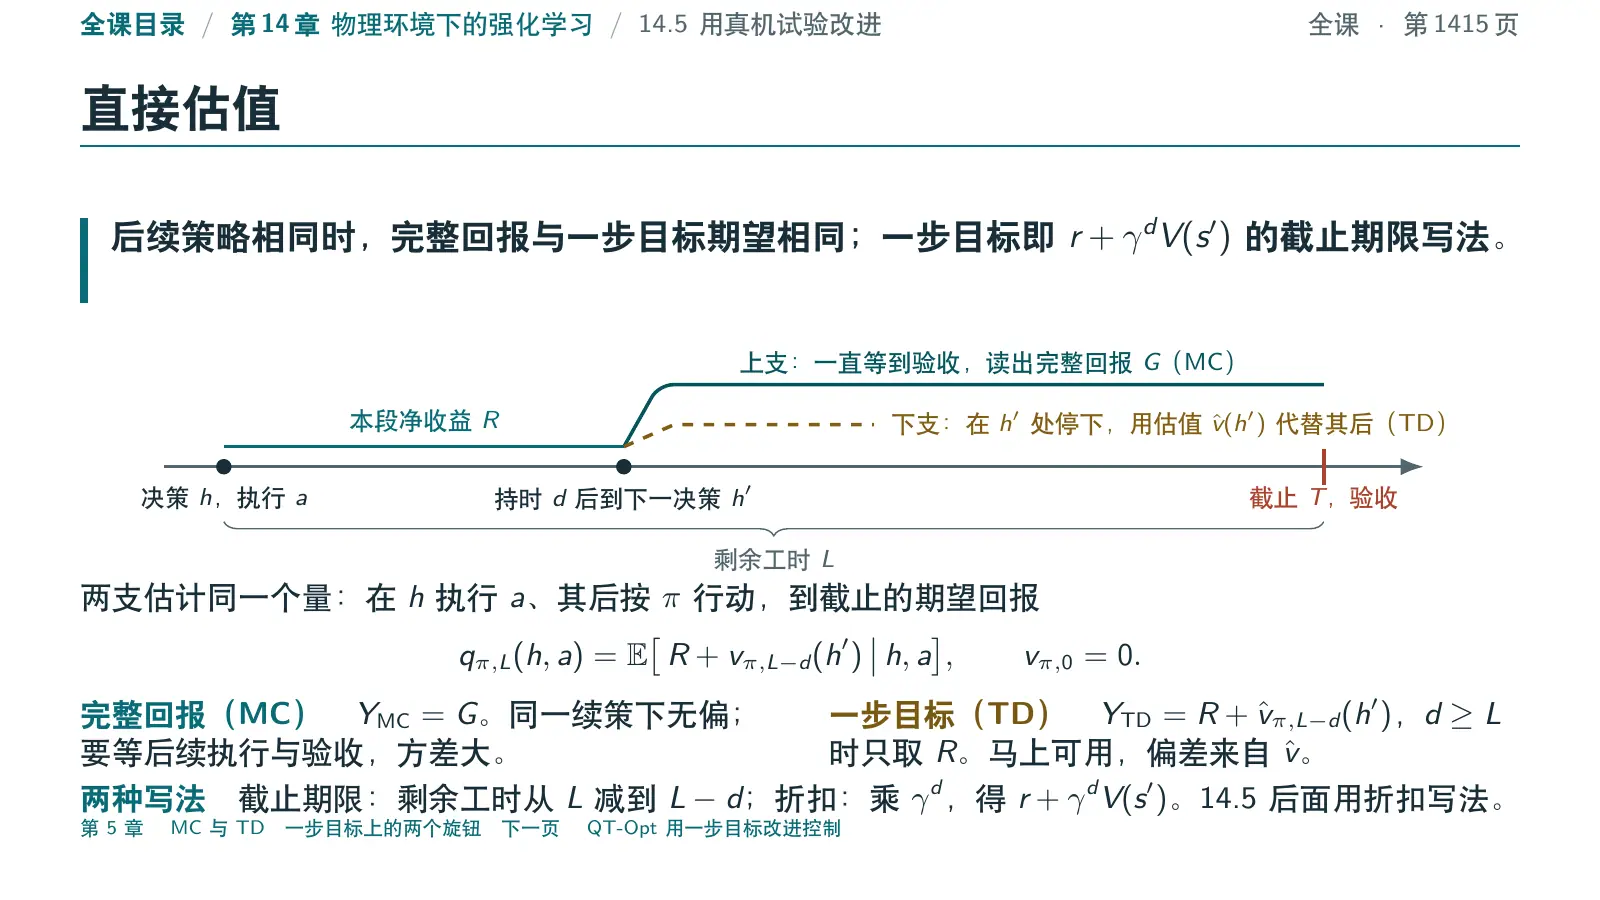 全课目录 / 第14章 物理环境下的强化学习 / 14.5 用真机试验改进
全课 · 第1415页
直接估值
后续策略相同时，完整回报与一步目标期望相同；一步目标即 r + γ^d V(s′) 的截止期限写法。
上支：一直等到验收，读出完整回报 G（MC）
本段净收益 R
下支：在 h′ 处停下，用估值 v̂(h′) 代替其后（TD）
决策 h，执行 a
持时 d 后到下一决策 h′
截止 T，验收
剩余工时 L
两支估计同一个量：在 h 执行 a、其后按 π 行动，到截止的期望回报
q_{π,L}(h, a) = 𝔼[ R + v_{π,L−d}(h′) | h, a ], v_{π,0} = 0.
完整回报（MC） Y_MC = G。同一续策下无偏；
要等后续执行与验收，方差大。
一步目标（TD） Y_TD = R + v̂_{π,L−d}(h′)，d ≥ L
时只取 R。马上可用，偏差来自 v̂。
两种写法 截止期限：剩余工时从 L 减到 L − d；折扣：乘 γ^d，得 r + γ^d V(s′)。14.5 后面用折扣写法。
第 5 章 MC 与 TD 一步目标上的两个旋钮 下一页 QT-Opt 用一步目标改进控制